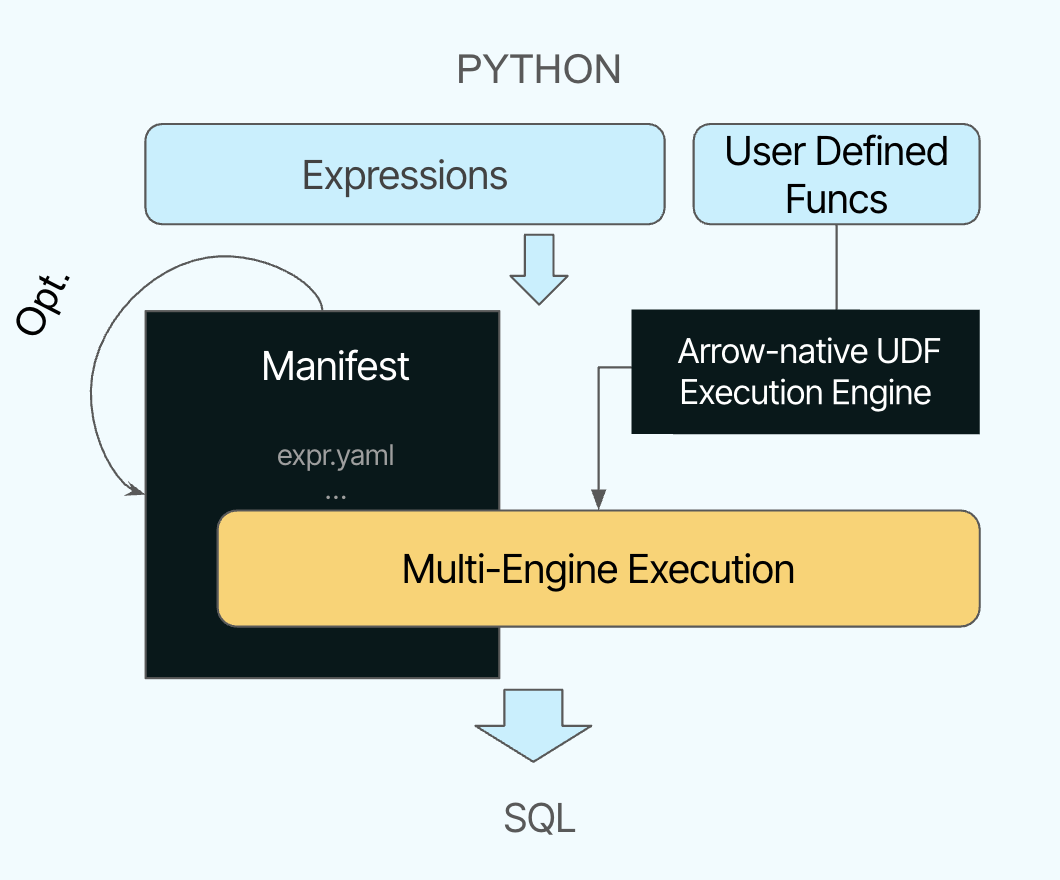 PYTHON
Expressions
User Defined
Funcs
Opt.
Manifest
Arrow-native UDF
Execution Engine
expr.yaml
...
Multi-Engine Execution
SQL